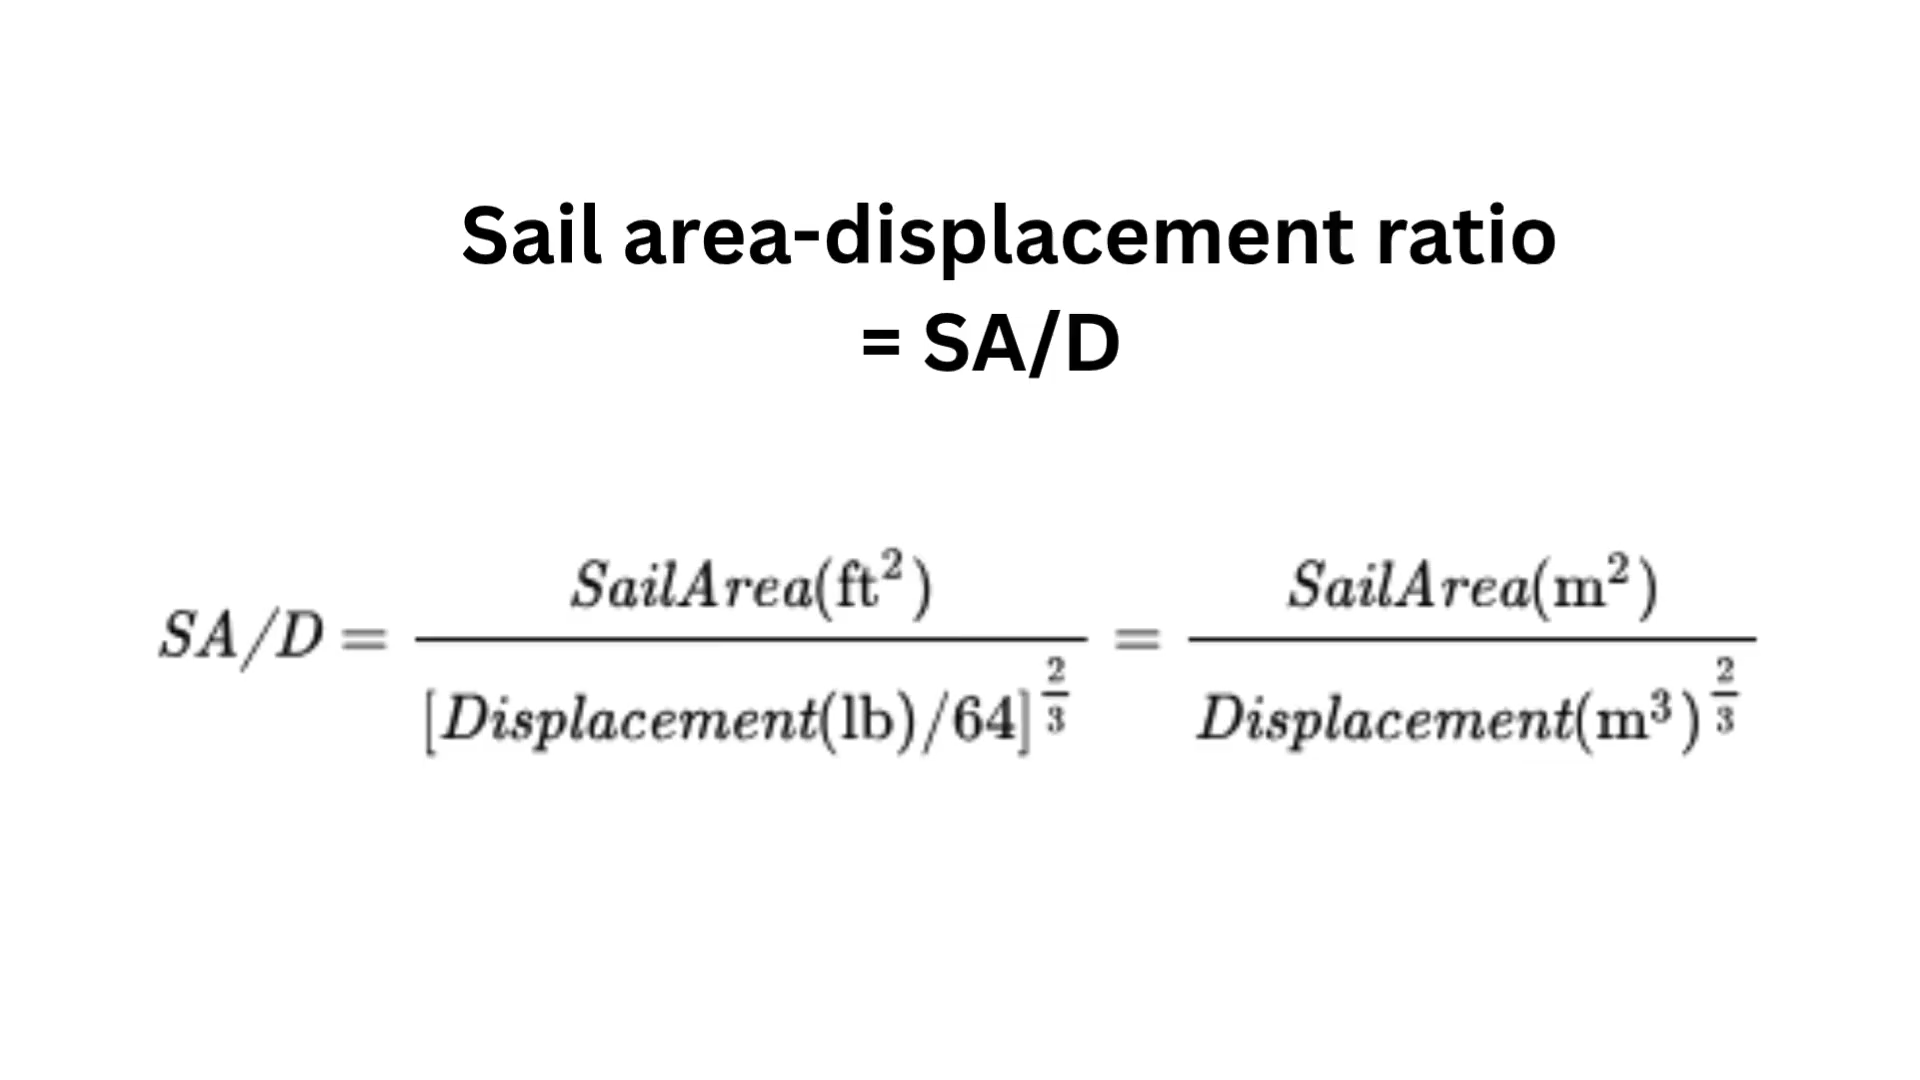 Sail area-displacement ratio
= SA/D
SA/D = SailArea(ft²) / [Displacement(lb)/64]^(2/3) = SailArea(m²) / Displacement(m³)^(2/3)